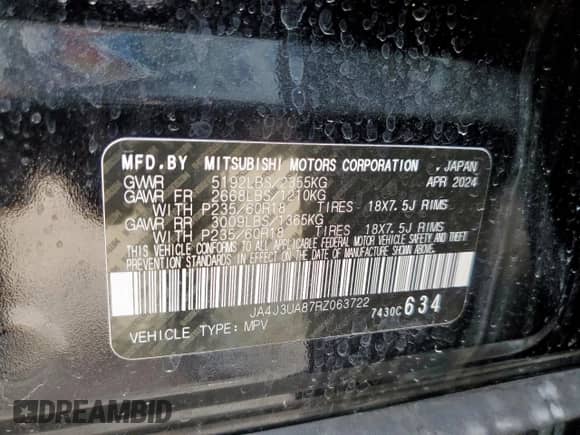 MFD.BY MITSUBISHI MOTORS CORPORATION, JAPAN
GVWR 5192LBS/2355KG APR 2024
GAWR FR 2668LBS/1210KG
WITH P235/60R18 TIRES 18X7.5J RIMS
GAWR RR 3009LBS/1365KG
WITH P235/60R18 TIRES 18X7.5J RIMS
THIS VEHICLE CONFORMS TO ALL APPLICABLE FEDERAL MOTOR VEHICLE SAFETY AND THEFT
PREVENTION STANDARDS IN EFFECT ON THE DATE OF MANUFACTURE SHOWN ABOVE.
JA4J3UA87RZ063722
7430C634
VEHICLE TYPE: MPV
DREAMBID